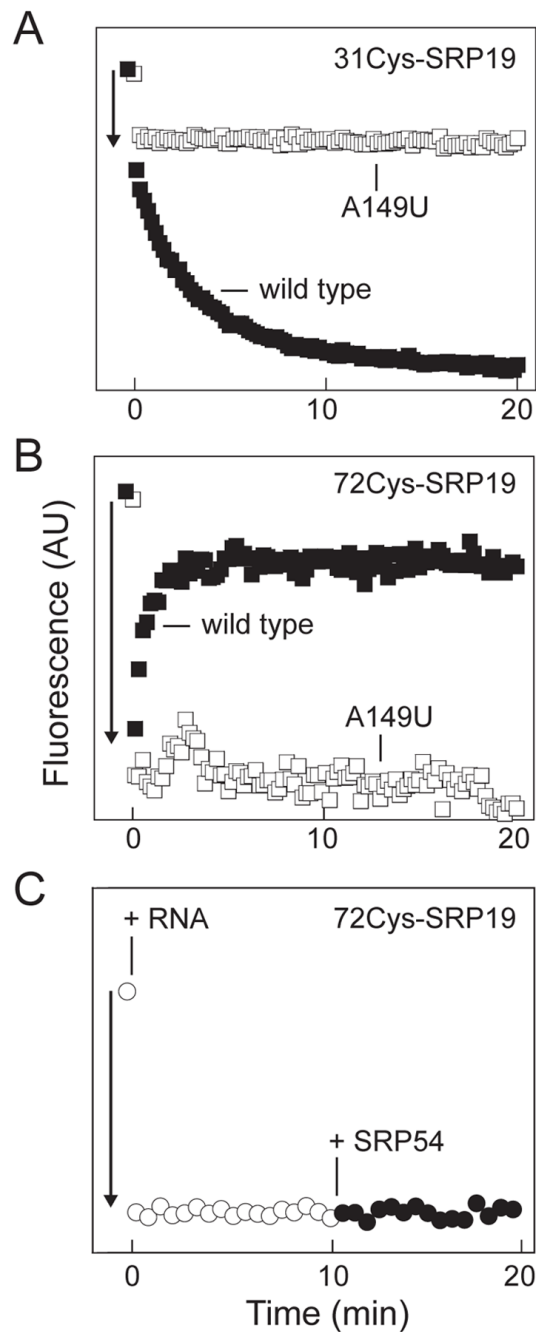 A
31Cys-SRP19
A149U
wild type
0 10 20
B
72Cys-SRP19
wild type
A149U
0 10 20
Fluorescence (AU)
C
+ RNA
72Cys-SRP19
+ SRP54
0 10 20
Time (min)